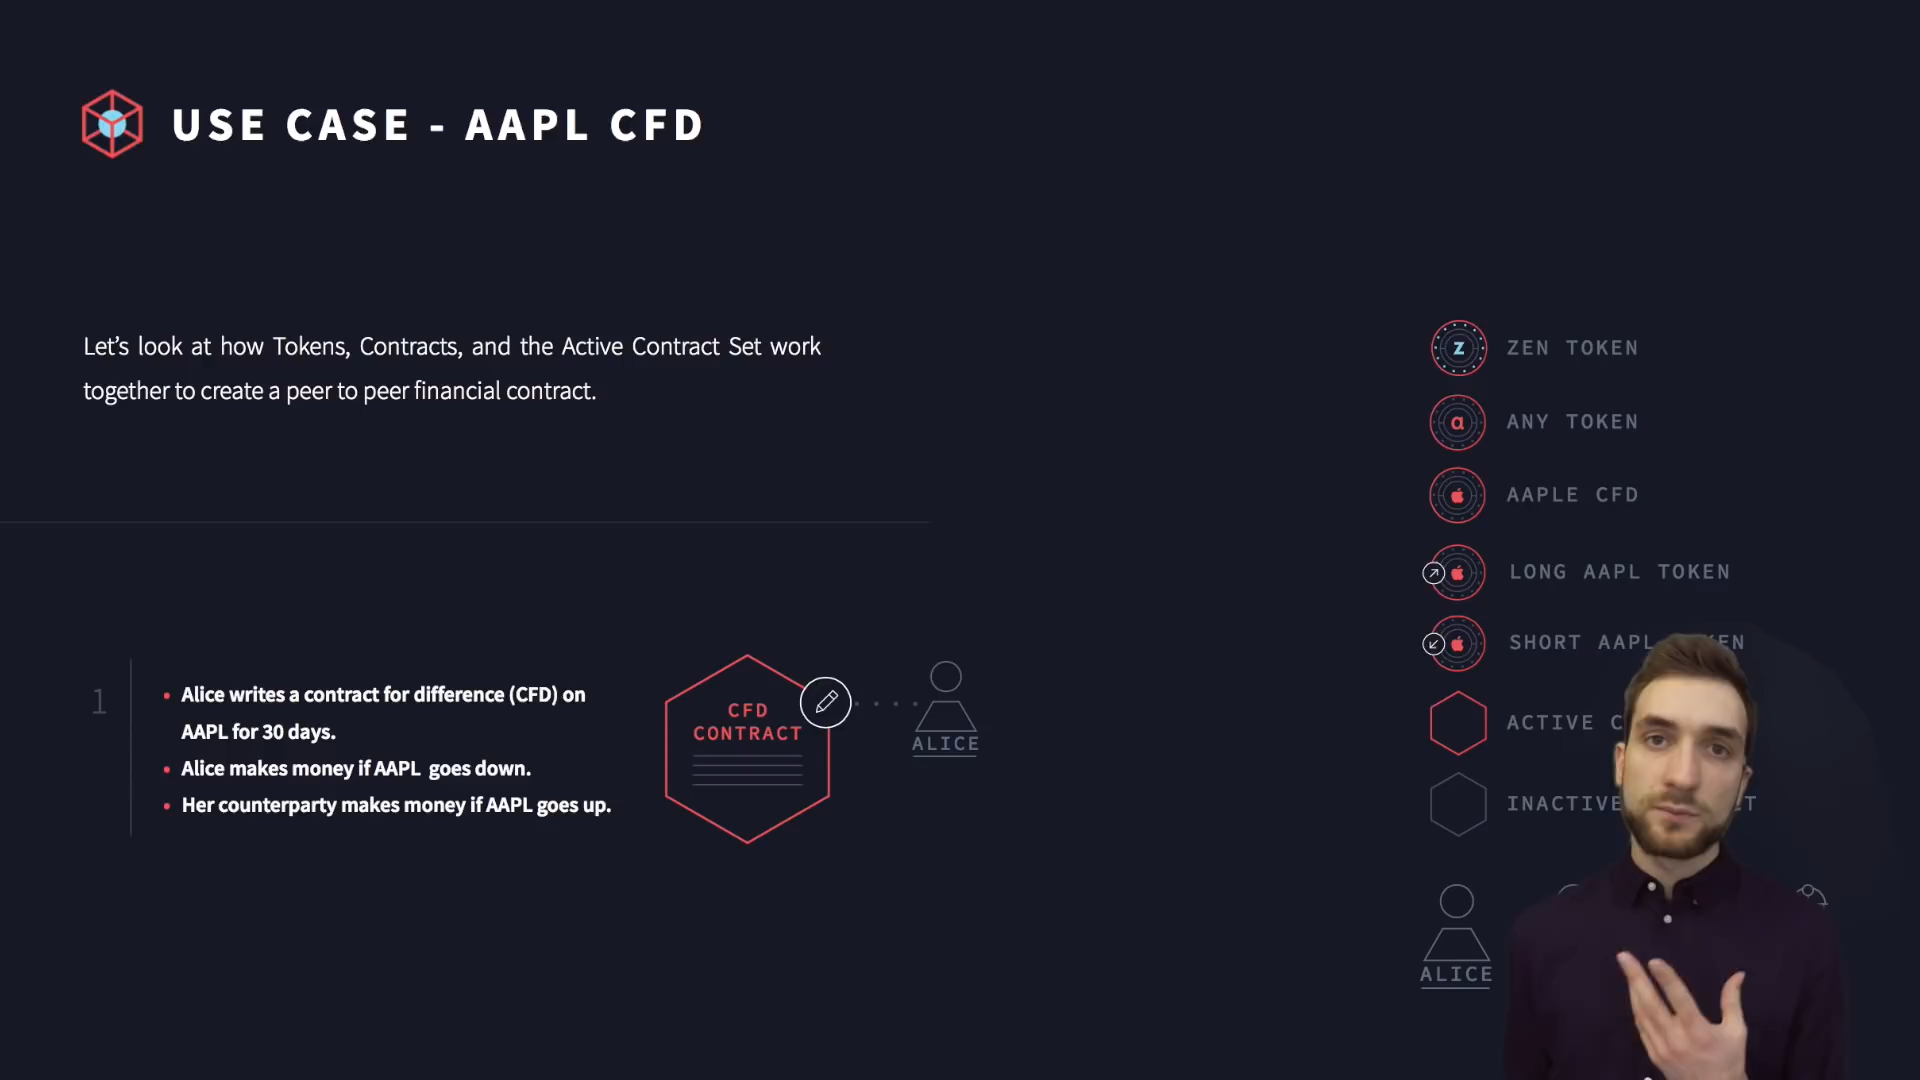 USE CASE - AAPL CFD
Let's look at how Tokens, Contracts, and the Active Contract Set work
together to create a peer to peer financial contract.
1
• Alice writes a contract for difference (CFD) on
AAPL for 30 days.
• Alice makes money if AAPL goes down.
• Her counterparty makes money if AAPL goes up.
CFD
CONTRACT
ALICE
Z
ZEN TOKEN
α
ANY TOKEN
AAPLE CFD
LONG AAPL TOKEN
SHORT AAPL
ACTIVE
INACTIVE
ALICE